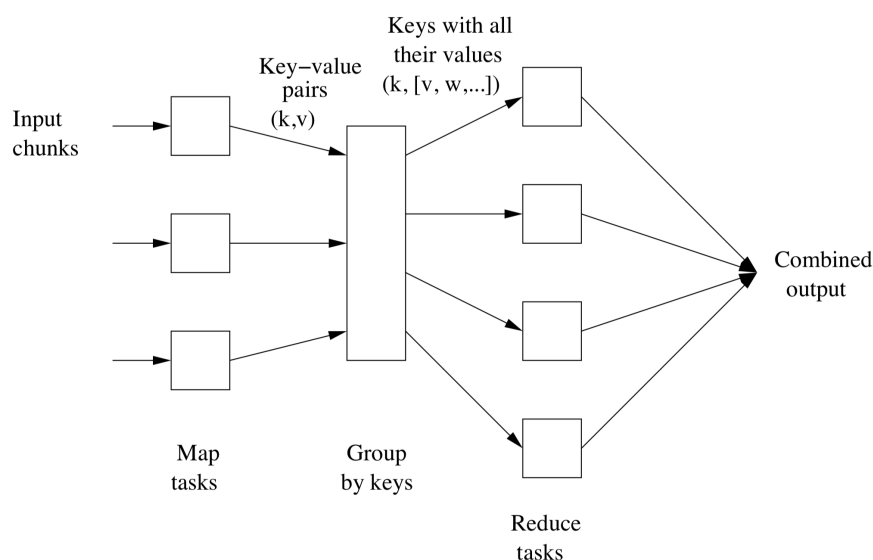 Keys with all
their values
(k, [v, w,...])
Key−value
pairs
(k,v)
Input
chunks
Combined
output
Map
tasks
Group
by keys
Reduce
tasks